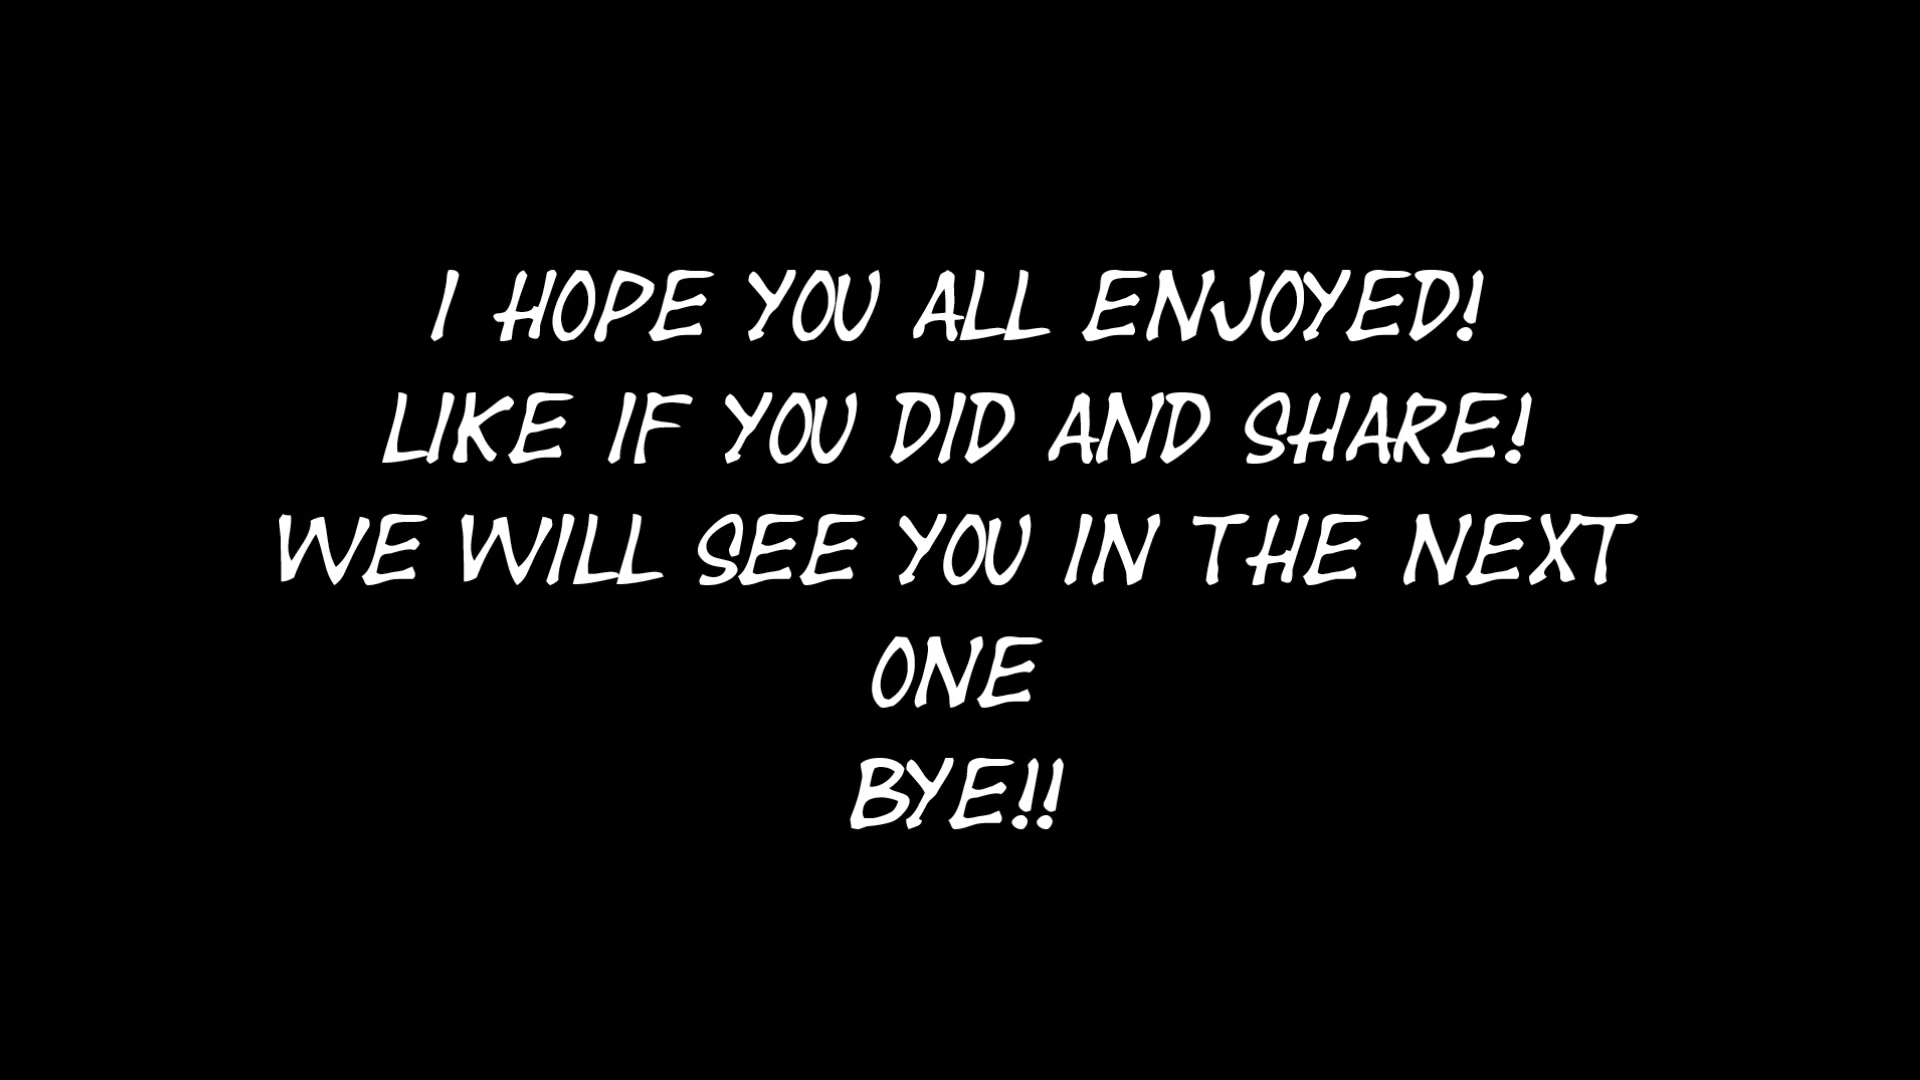 I HOPE YOU ALL ENJOYED!
LIKE IF YOU DID AND SHARE!
WE WILL SEE YOU IN THE NEXT
ONE
BYE!!